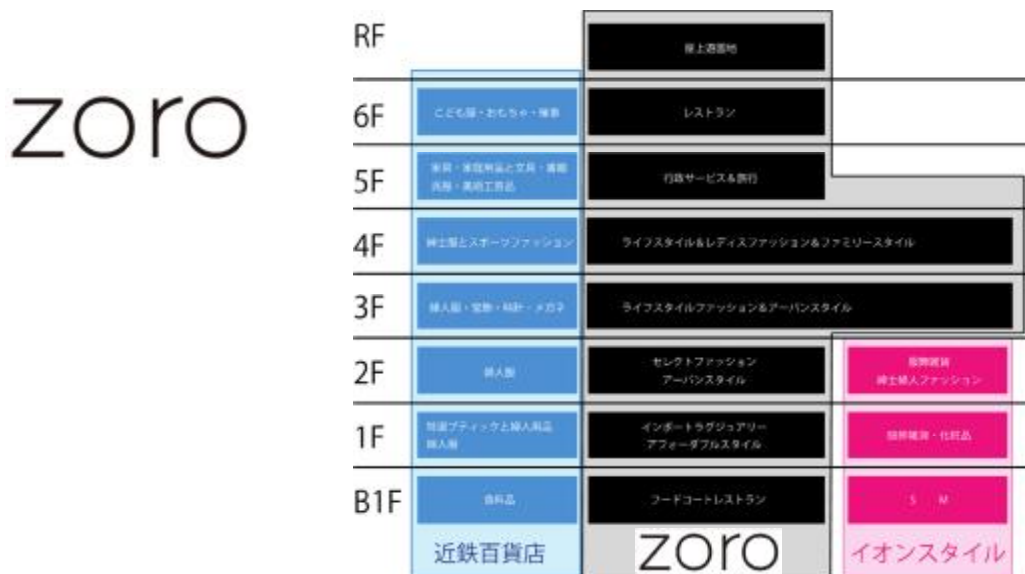 zoro
RF
屋上遊園地
6F
こども服・おもちゃ・催事
レストラン
5F
家具・家庭用品と文具・書籍
呉服・美術工芸品
行政サービス&旅行
4F
紳士服とスポーツファッション
ライフスタイル&レディスファッション&ファミリースタイル
3F
婦人服・宝飾・時計・メガネ
ライフスタイルファッション&アーバンスタイル
2F
婦人服
セレクトファッション
アーバンスタイル
服飾雑貨
紳士婦人ファッション
1F
特選ブティックと婦人用品
婦人服
インポートラグジュアリー
アフォーダブルスタイル
服飾雑貨・化粧品
B1F
食料品
フードコートレストラン
S M
近鉄百貨店
zoro
イオンスタイル